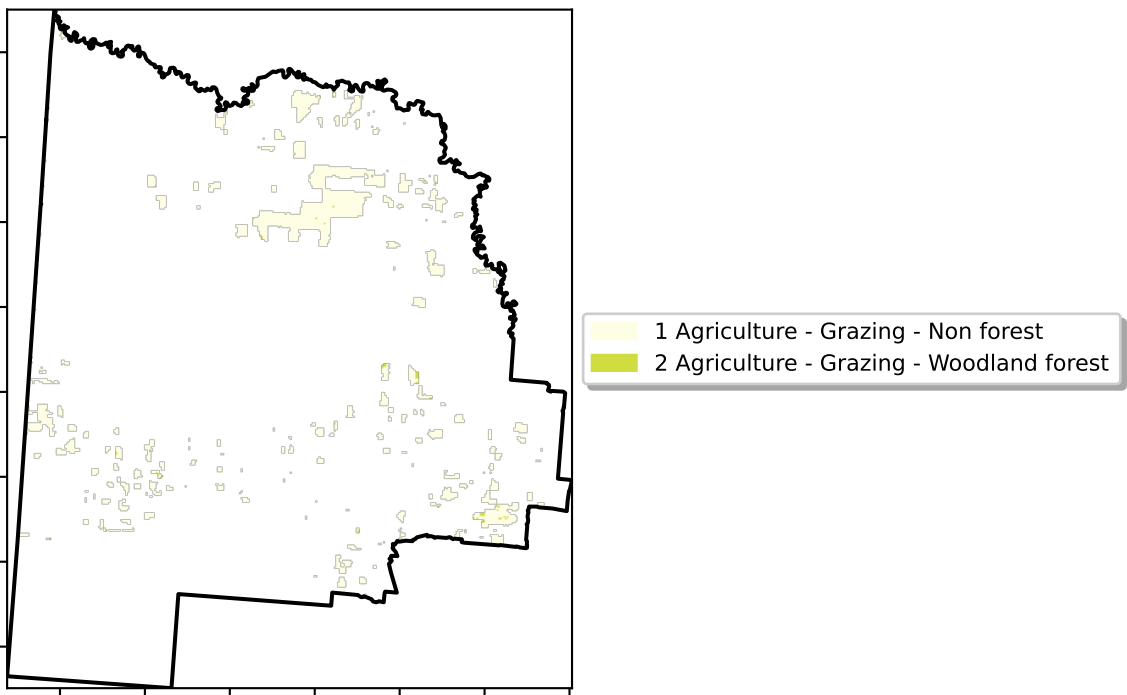 1 Agriculture - Grazing - Non forest
2 Agriculture - Grazing - Woodland forest